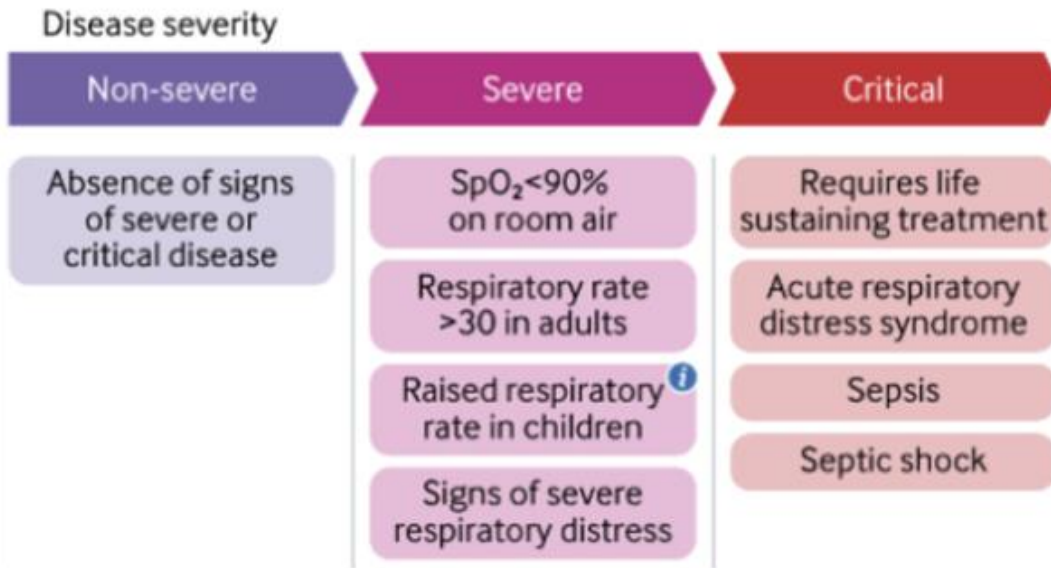 Disease severity
Non-severe
Severe
Critical
Absence of signs
of severe or
critical disease
SpO₂<90%
on room air
Respiratory rate
>30 in adults
Raised respiratory
rate in children
i
Signs of severe
respiratory distress
Requires life
sustaining treatment
Acute respiratory
distress syndrome
Sepsis
Septic shock